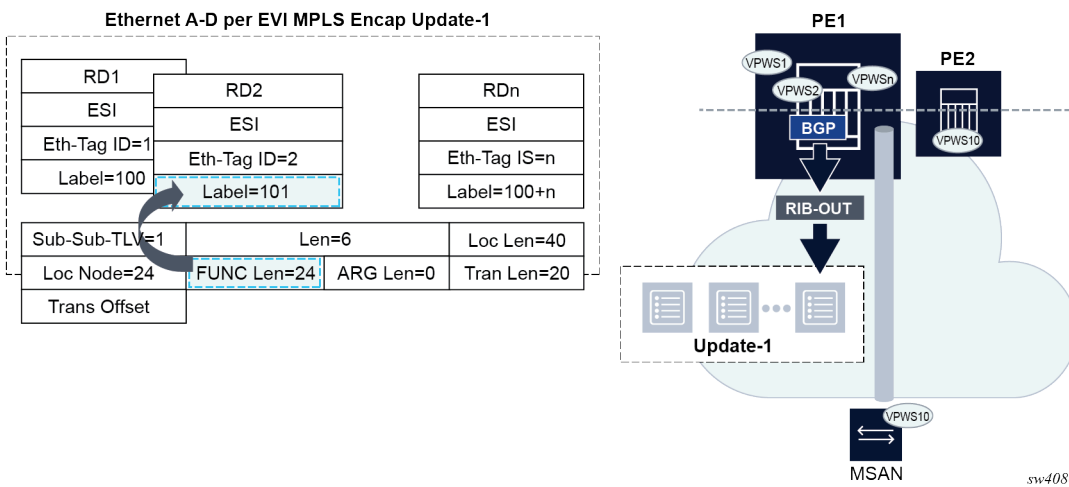 Ethernet A-D per EVI MPLS Encap Update-1
RD1
ESI
Eth-Tag ID=1
Label=100
RD2
ESI
Eth-Tag ID=2
Label=101
RDn
ESI
Eth-Tag IS=n
Label=100+n
Sub-Sub-TLV=1
Len=6
Loc Len=40
Loc Node=24
FUNC Len=24
ARG Len=0
Tran Len=20
Trans Offset
PE1
VPWS1
VPWS2
VPWSn
BGP
PE2
VPWS10
RIB-OUT
Update-1
VPWS10
MSAN
sw408